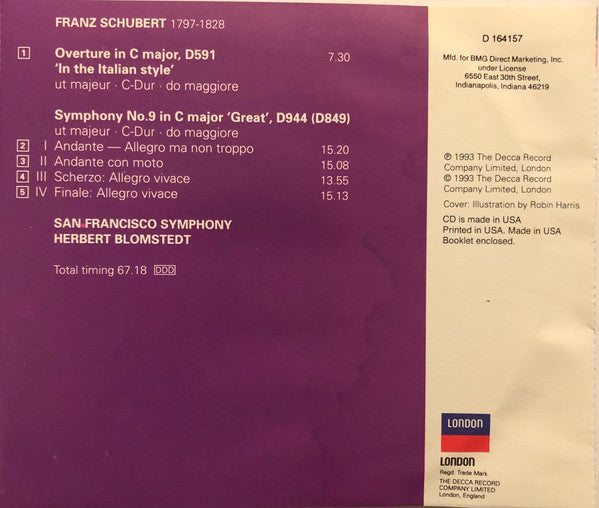 FRANZ SCHUBERT 1797-1828
1 Overture in C major, D591 7.30
'In the Italian style'
ut majeur · C-Dur · do maggiore
Symphony No.9 in C major 'Great', D944 (D849)
ut majeur · C-Dur · do maggiore
2 I Andante — Allegro ma non troppo 15.20
3 II Andante con moto 15.08
4 III Scherzo: Allegro vivace 13.55
5 IV Finale: Allegro vivace 15.13
SAN FRANCISCO SYMPHONY
HERBERT BLOMSTEDT
Total timing 67.18 DDD
D 164157
Mfd. for BMG Direct Marketing, Inc.
under License
6550 East 30th Street,
Indianapolis, Indiana 46219
℗ 1993 The Decca Record
Company Limited, London
© 1993 The Decca Record
Company Limited, London
Cover: Illustration by Robin Harris
CD is made in USA
Printed in USA. Made in USA
Booklet enclosed.
LONDON
LONDON
Regd. Trade Mark
THE DECCA RECORD
COMPANY LIMITED
London, England